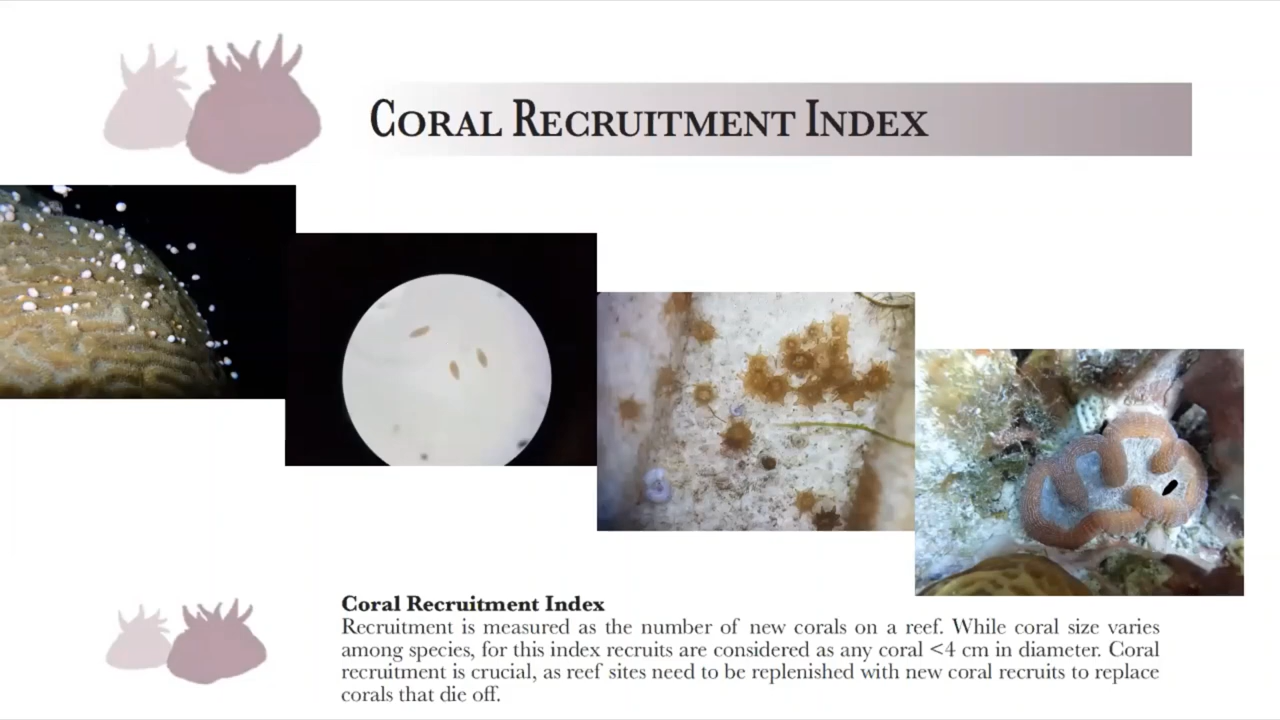 CORAL RECRUITMENT INDEX
Coral Recruitment Index
Recruitment is measured as the number of new corals on a reef. While coral size varies
among species, for this index recruits are considered as any coral <4 cm in diameter. Coral
recruitment is crucial, as reef sites need to be replenished with new coral recruits to replace
corals that die off.